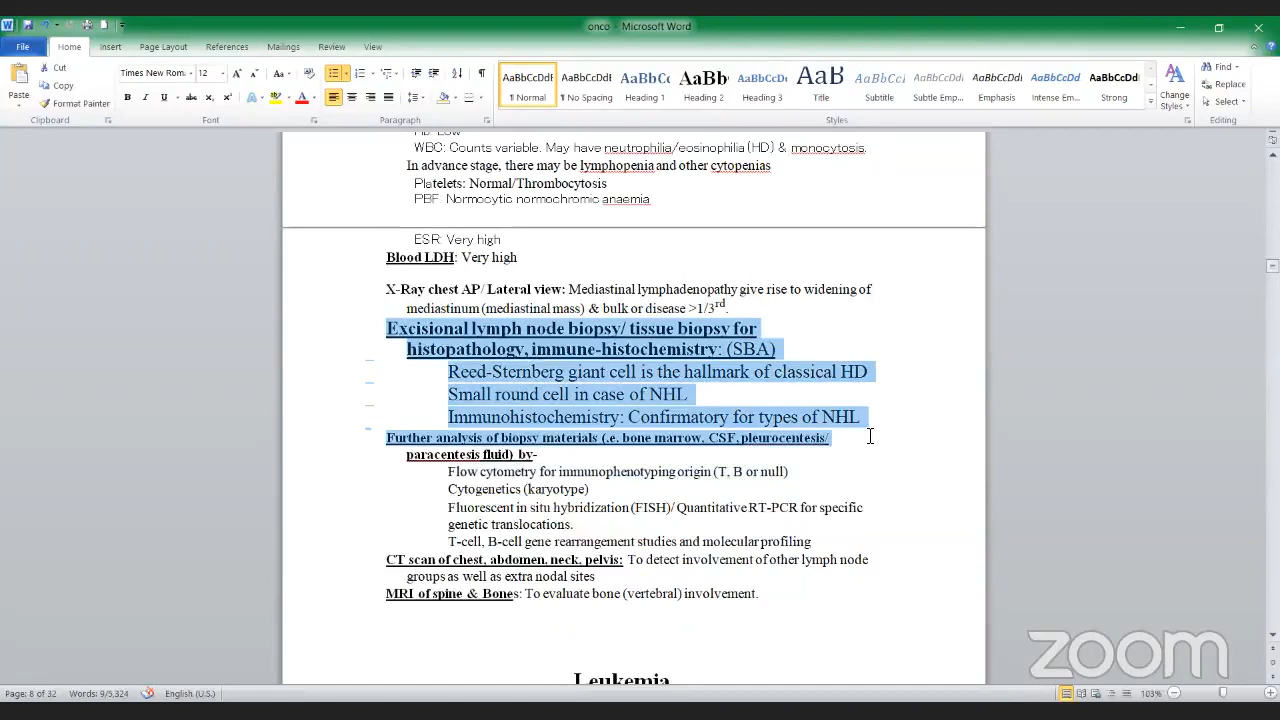 onco - Microsoft Word
File Home Insert Page Layout References Mailings Review View
Paste
Cut
Copy
Format Painter
Clipboard
Times New Rom 12
Font
Paragraph
AaBbCcDdI AaBbCcDdI AaBbCc AaBb AaBbCcD AaB AaBbCcI AaBbCcDdI AaBbCcDdI AaBbCcDdI AaBbCcDdI
¶ Normal ¶ No Spacing Heading 1 Heading 2 Heading 3 Title Subtitle Subtle Emp... Emphasis Intense Em... Strong
Styles
Change Styles
Find
Replace
Select
Editing
WBC: Counts variable. May have neutrophilia/eosinophilia (HD) & monocytosis.
In advance stage, there may be lymphopenia and other cytopenias
Platelets: Normal/Thrombocytosis
PBF: Normocytic normochromic anaemia
ESR: Very high
Blood LDH: Very high
X-Ray chest AP/ Lateral view: Mediastinal lymphadenopathy give rise to widening of
mediastinum (mediastinal mass) & bulk or disease >1/3rd.
Excisional lymph node biopsy/ tissue biopsy for
histopathology, immune-histochemistry: (SBA)
Reed-Sternberg giant cell is the hallmark of classical HD
Small round cell in case of NHL
Immunohistochemistry: Confirmatory for types of NHL
Further analysis of biopsy materials (.e. bone marrow, CSF, pleurocentesis/
paracentesis fluid) by-
Flow cytometry for immunophenotyping origin (T, B or null)
Cytogenetics (karyotype)
Fluorescent in situ hybridization (FISH)/ Quantitative RT-PCR for specific
genetic translocations.
T-cell, B-cell gene rearrangement studies and molecular profiling
CT scan of chest, abdomen, neck, pelvis: To detect involvement of other lymph node
groups as well as extra nodal sites
MRI of spine & Bones: To evaluate bone (vertebral) involvement.
Leukemia
zoom
Page: 8 of 32 Words: 9/5,324 English (U.S.) 103%